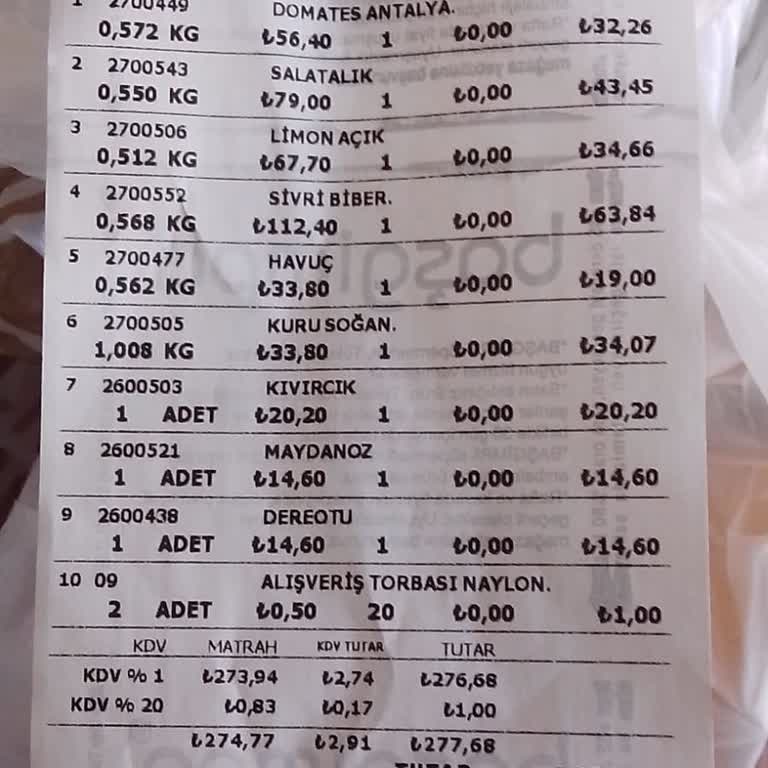 1 2700449 DOMATES ANTALYA.
0,572 KG ₺56,40 1 ₺0,00 ₺32,26
2 2700543 SALATALIK
0,550 KG ₺79,00 1 ₺0,00 ₺43,45
3 2700506 LİMON AÇIK
0,512 KG ₺67,70 1 ₺0,00 ₺34,66
4 2700552 SİVRİ BİBER.
0,568 KG ₺112,40 1 ₺0,00 ₺63,84
5 2700477 HAVUÇ
0,562 KG ₺33,80 1 ₺0,00 ₺19,00
6 2700505 KURU SOĞAN.
1,008 KG ₺33,80 1 ₺0,00 ₺34,07
7 2600503 KIVIRCIK
1 ADET ₺20,20 1 ₺0,00 ₺20,20
8 2600521 MAYDANOZ
1 ADET ₺14,60 1 ₺0,00 ₺14,60
9 2600438 DEREOTU
1 ADET ₺14,60 1 ₺0,00 ₺14,60
10 09 ALIŞVERİŞ TORBASI NAYLON.
2 ADET ₺0,50 20 ₺0,00 ₺1,00
KDV MATRAH KDV TUTAR TUTAR
KDV % 1 ₺273,94 ₺2,74 ₺276,68
KDV % 20 ₺0,83 ₺0,17 ₺1,00
₺274,77 ₺2,91 ₺277,68
TUTAR